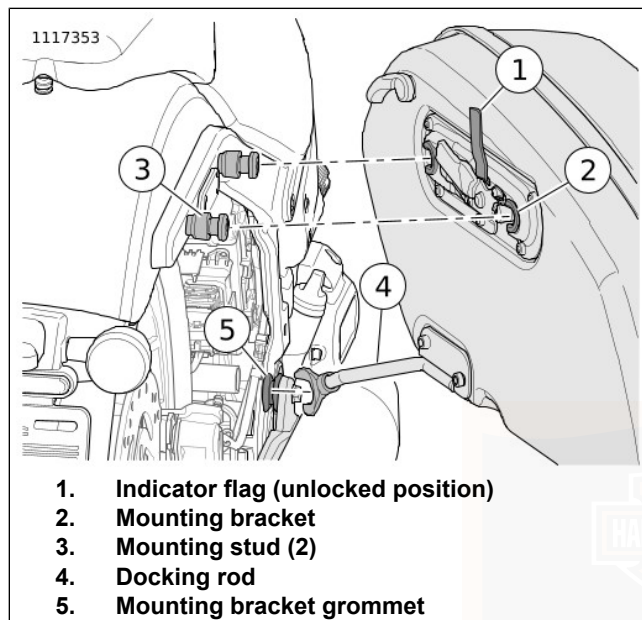 1117353
1
2
3
4
5
1. Indicator flag (unlocked position)
2. Mounting bracket
3. Mounting stud (2)
4. Docking rod
5. Mounting bracket grommet
HA